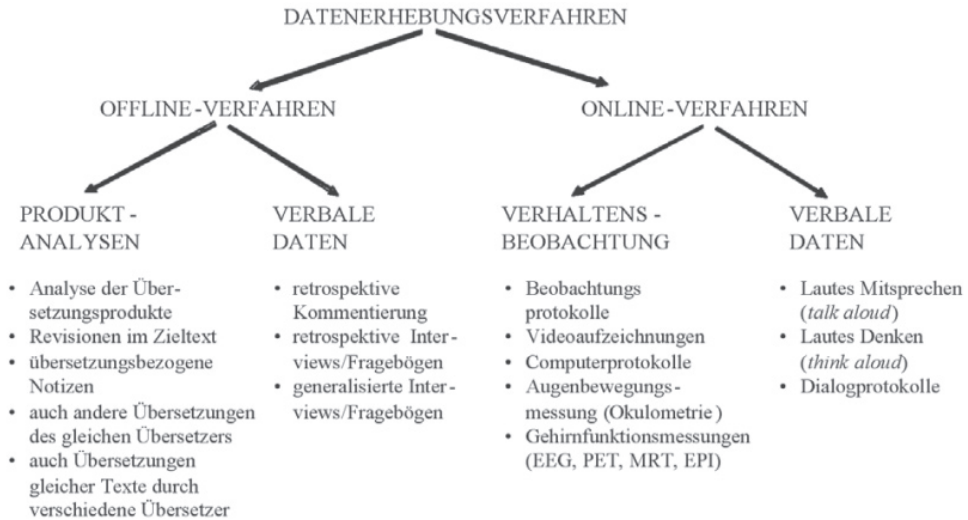 DATENERHEBUNGSVERFAHREN
OFFLINE-VERFAHREN
ONLINE-VERFAHREN
PRODUKT-
ANALYSEN
• Analyse der Über-
setzungsprodukte
• Revisionen im Zieltext
• übersetzungsbezogene
Notizen
• auch andere Übersetzungen
des gleichen Übersetzers
• auch Übersetzungen
gleicher Texte durch
verschiedene Übersetzer
VERBALE
DATEN
• retrospektive
Kommentierung
• retrospektive Inter-
views/Fragebögen
• generalisierte Inter-
views/Fragebögen
VERHALTENS-
BEOBACHTUNG
• Beobachtungs
protokolle
• Videoaufzeichnungen
• Computerprotokolle
• Augenbewegungs-
messung (Okulometrie)
• Gehirnfunktionsmessungen
(EEG, PET, MRT, EPI)
VERBALE
DATEN
• Lautes Mitsprechen
(talk aloud)
• Lautes Denken
(think aloud)
• Dialogprotokolle